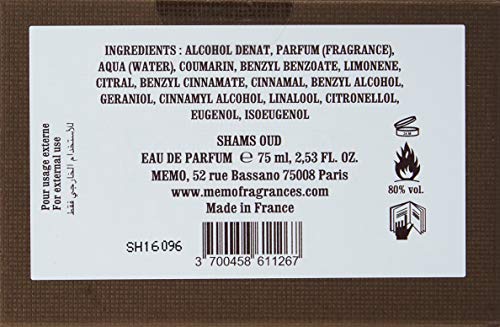 INGREDIENTS : ALCOHOL DENAT, PARFUM (FRAGRANCE),
AQUA (WATER), COUMARIN, BENZYL BENZOATE, LIMONENE,
CITRAL, BENZYL CINNAMATE, CINNAMAL, BENZYL ALCOHOL,
GERANIOL, CINNAMYL ALCOHOL, LINALOOL, CITRONELLOL,
EUGENOL, ISOEUGENOL
SHAMS OUD
EAU DE PARFUM ℮ 75 ml, 2,53 FL. OZ.
MEMO, 52 rue Bassano 75008 Paris
www.memofragrances.com
Made in France
80% vol.
Pour usage externe
For external use
للاستخدام الخارجي فقط
SH16096
3 700458 611267